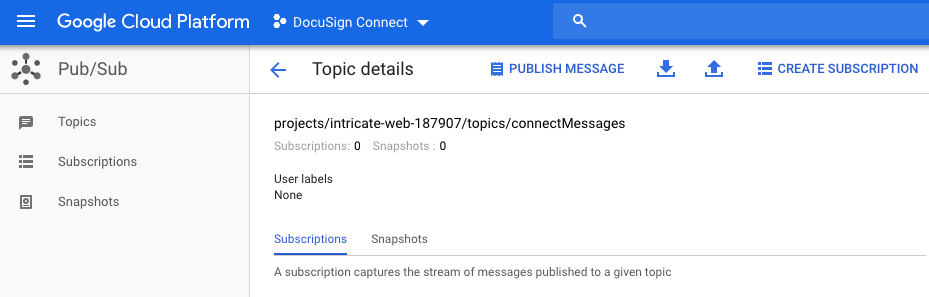 Google Cloud Platform DocuSign Connect
Pub/Sub
Topic details PUBLISH MESSAGE CREATE SUBSCRIPTION
Topics
Subscriptions
Snapshots
projects/intricate-web-187907/topics/connectMessages
Subscriptions: 0 Snapshots : 0
User labels
None
Subscriptions Snapshots
A subscription captures the stream of messages published to a given topic